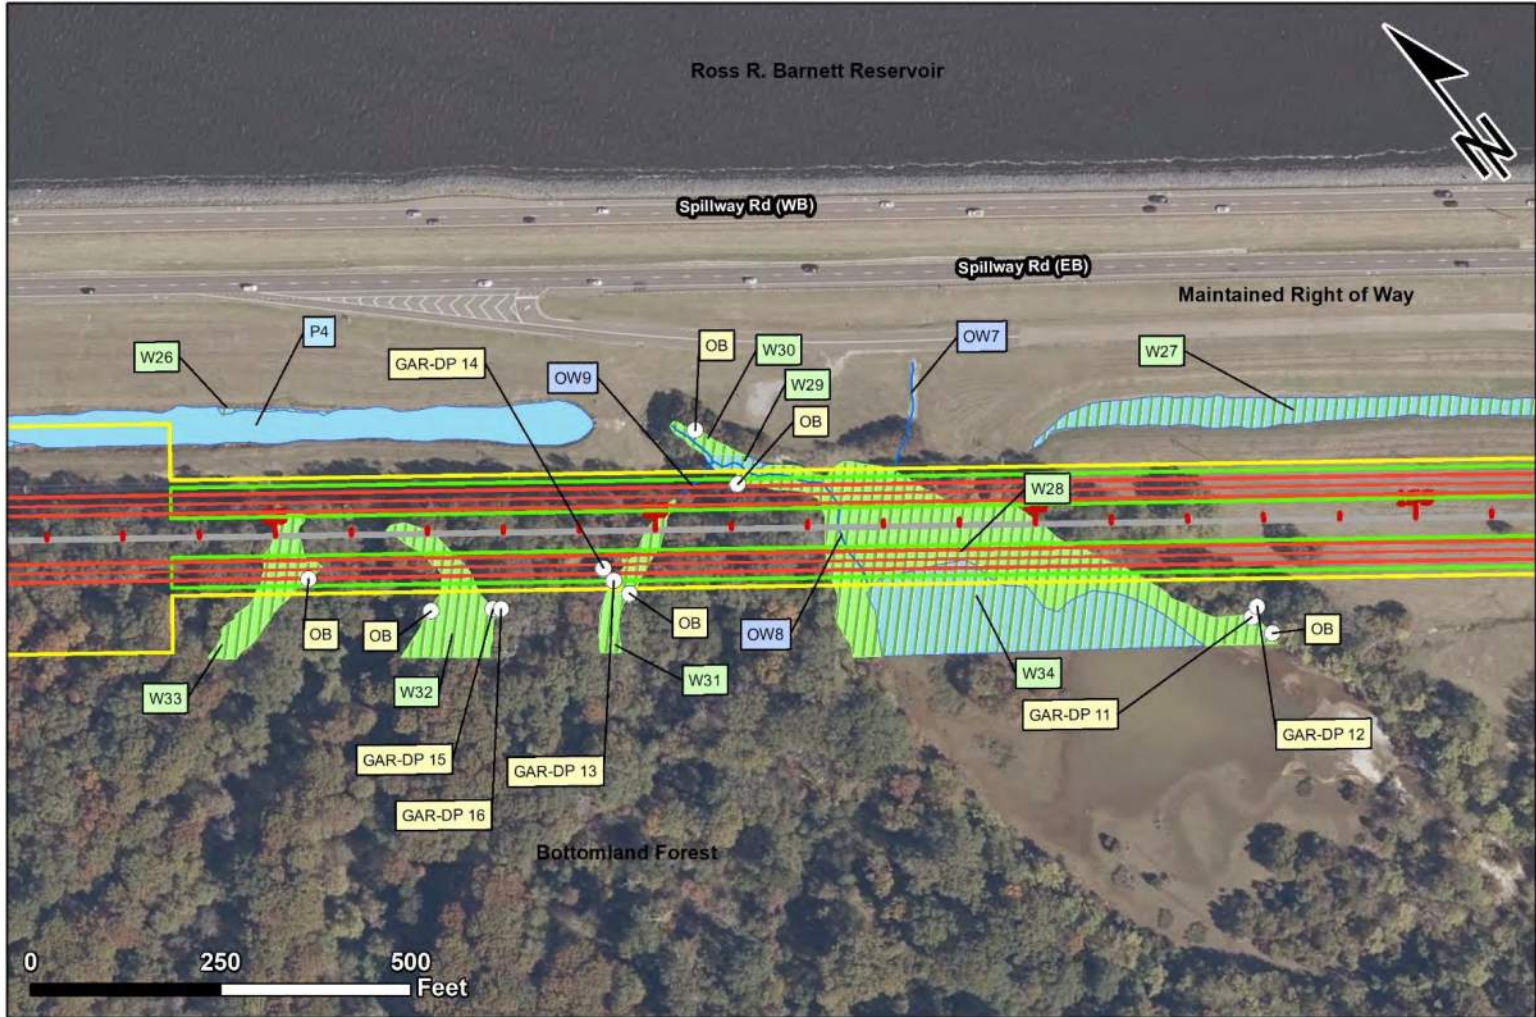 Ross R. Barnett Reservoir
N
Spillway Rd (WB)
Spillway Rd (EB)
Maintained Right of Way
P4
OW7
OB
W30
W27
W26
GAR-DP 14
OW9
W29
OB
W28
OB
OB
OB
OW8
OB
W31
W34
W33
W32
GAR-DP 11
GAR-DP 12
GAR-DP 15
GAR-DP 13
GAR-DP 16
Bottomland Forest
0 250 500
Feet